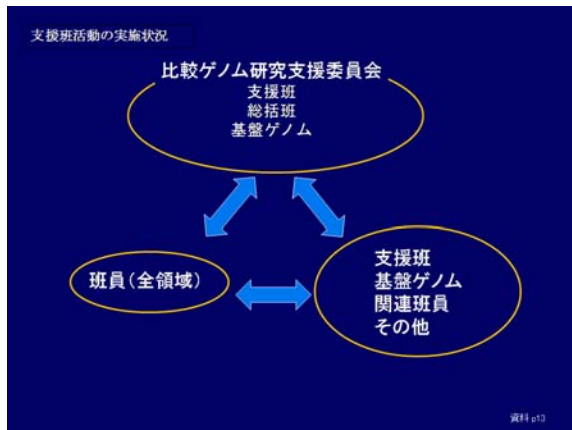 支援班活動の実施状況
比較ゲノム研究支援委員会
支援班
総括班
基盤ゲノム
班員(全領域)
支援班
基盤ゲノム
関連班員
その他
資料 p13